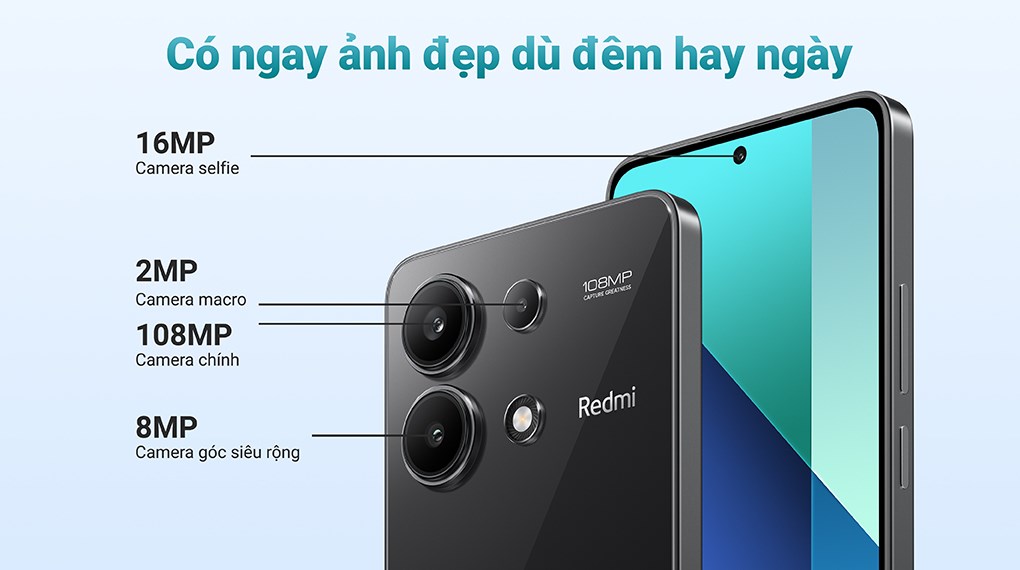 Có ngay ảnh đẹp dù đêm hay ngày
16MP
Camera selfie
2MP
Camera macro
108MP
Camera chính
8MP
Camera góc siêu rộng
108MP
CAPTURE GREATNESS
Redmi